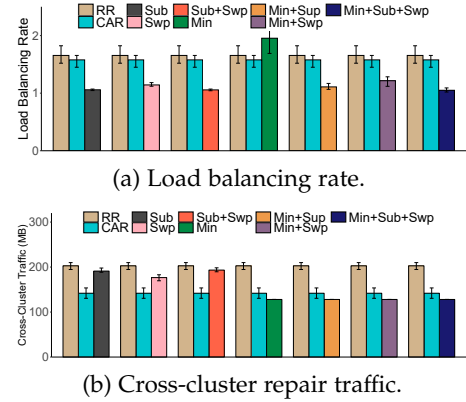 RR Sub Sub+Swp Min+Sup Min+Sub+Swp
CAR Swp Min Min+Swp
Load Balancing Rate
2
1
0
(a) Load balancing rate.
RR Sub Sub+Swp Min+Sup Min+Sub+Swp
CAR Swp Min Min+Swp
Cross-Cluster Traffic (MB)
300
200
100
0
(b) Cross-cluster repair traffic.